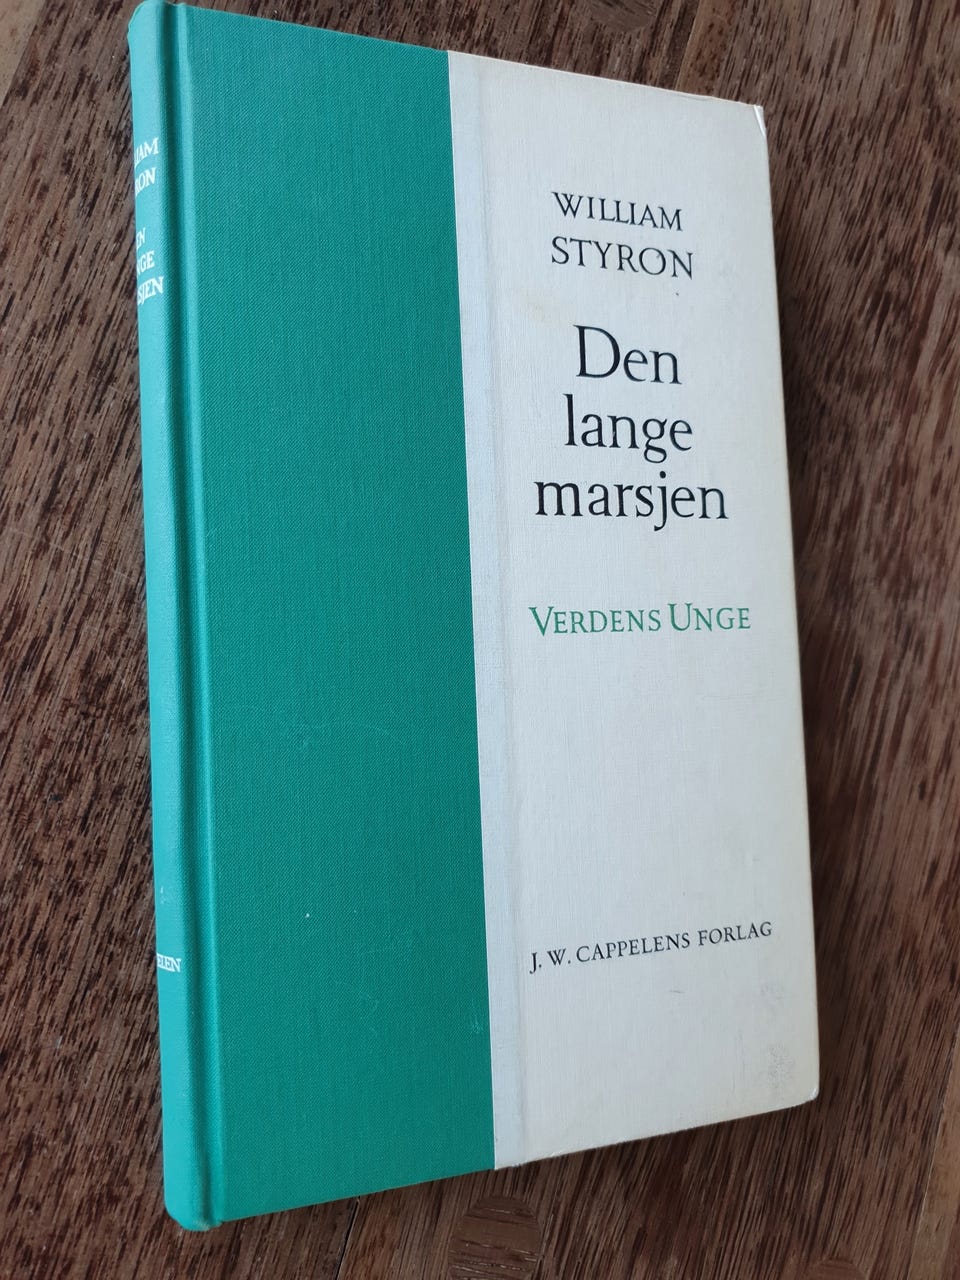 WILLIAM
STYRON
Den
lange
marsjen
VERDENS UNGE
J. W. CAPPELENS FORLAG